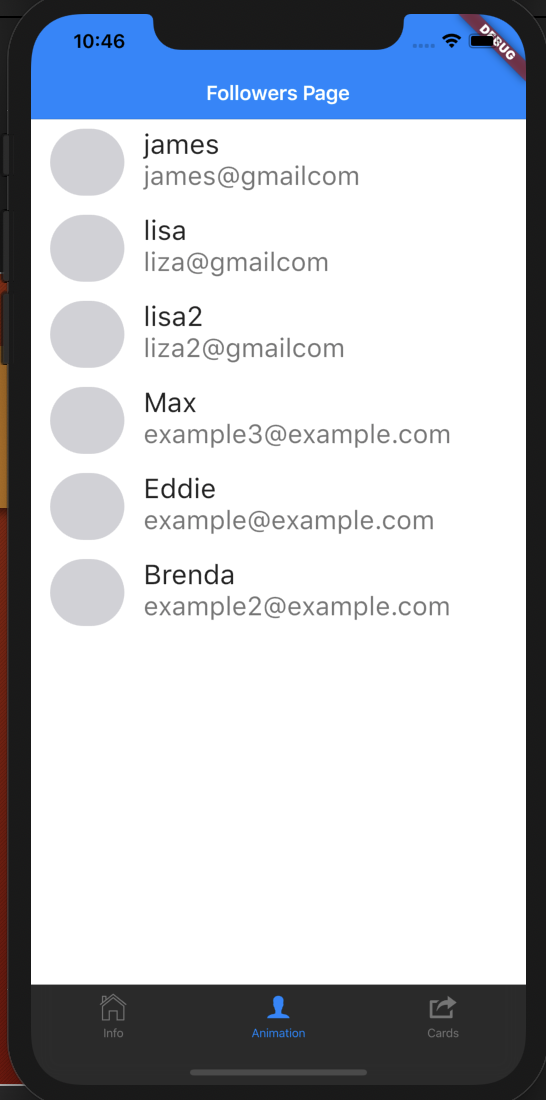 10:46
DEBUG
Followers Page
james
james@gmailcom
lisa
liza@gmailcom
lisa2
liza2@gmailcom
Max
example3@example.com
Eddie
example@example.com
Brenda
example2@example.com
Info
Animation
Cards